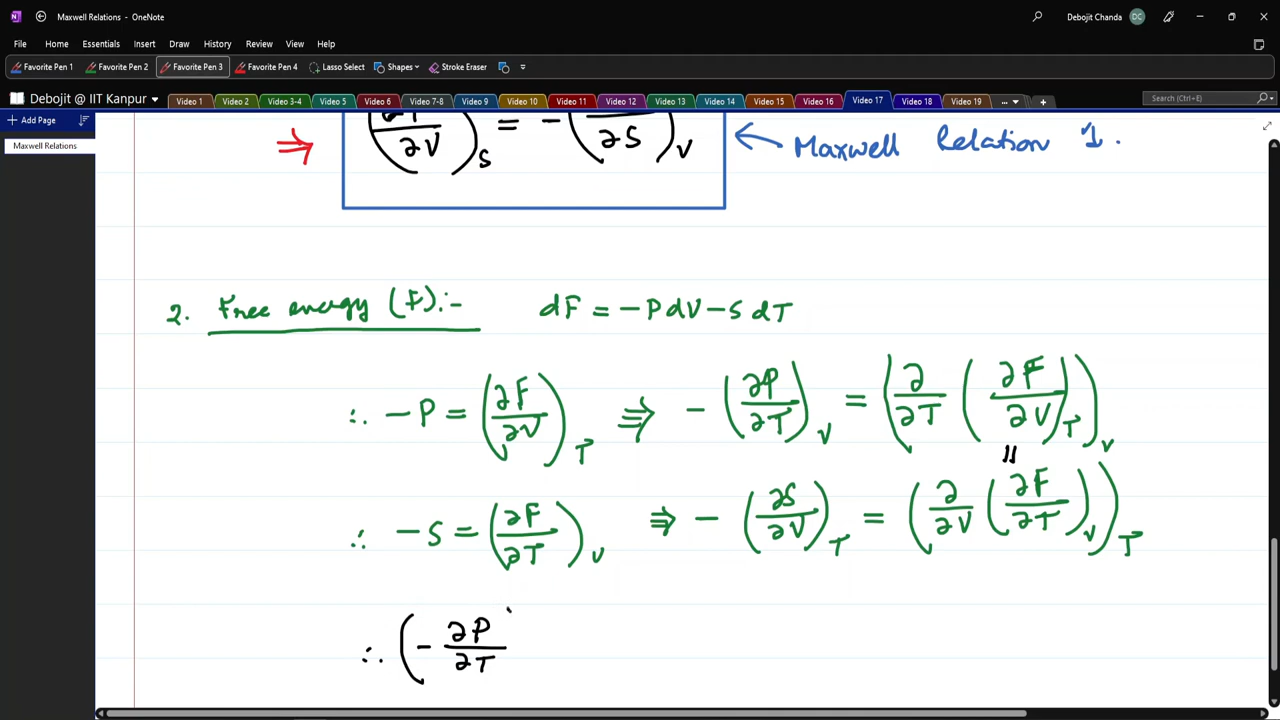 Maxwell Relations - OneNote
Debojit Chanda DC
File Home Essentials Insert Draw History Review View Help
Favorite Pen 1 Favorite Pen 2 Favorite Pen 3 Favorite Pen 4 Lasso Select Shapes Stroke Eraser
Debojit @ IIT Kanpur Video 1 Video 2 Video 3-4 Video 5 Video 6 Video 7-8 Video 9 Video 10 Video 11 Video 12 Video 13 Video 14 Video 15 Video 16 Video 17 Video 18 Video 19 ... + Search (Ctrl+E)
+ Add Page
Maxwell Relations
⇒ (∂T/∂V)_S = -( /∂S)_V ← Maxwell Relation 1.
2. Free energy (F):- dF = -PdV - S dT
∴ -P = (∂F/∂V)_T ⇒ -(∂P/∂T)_V = (∂/∂T (∂F/∂V)_T)_V
=
∴ -S = (∂F/∂T)_V ⇒ -(∂S/∂V)_T = (∂/∂V (∂F/∂T)_V)_T
∴ (-∂P/∂T